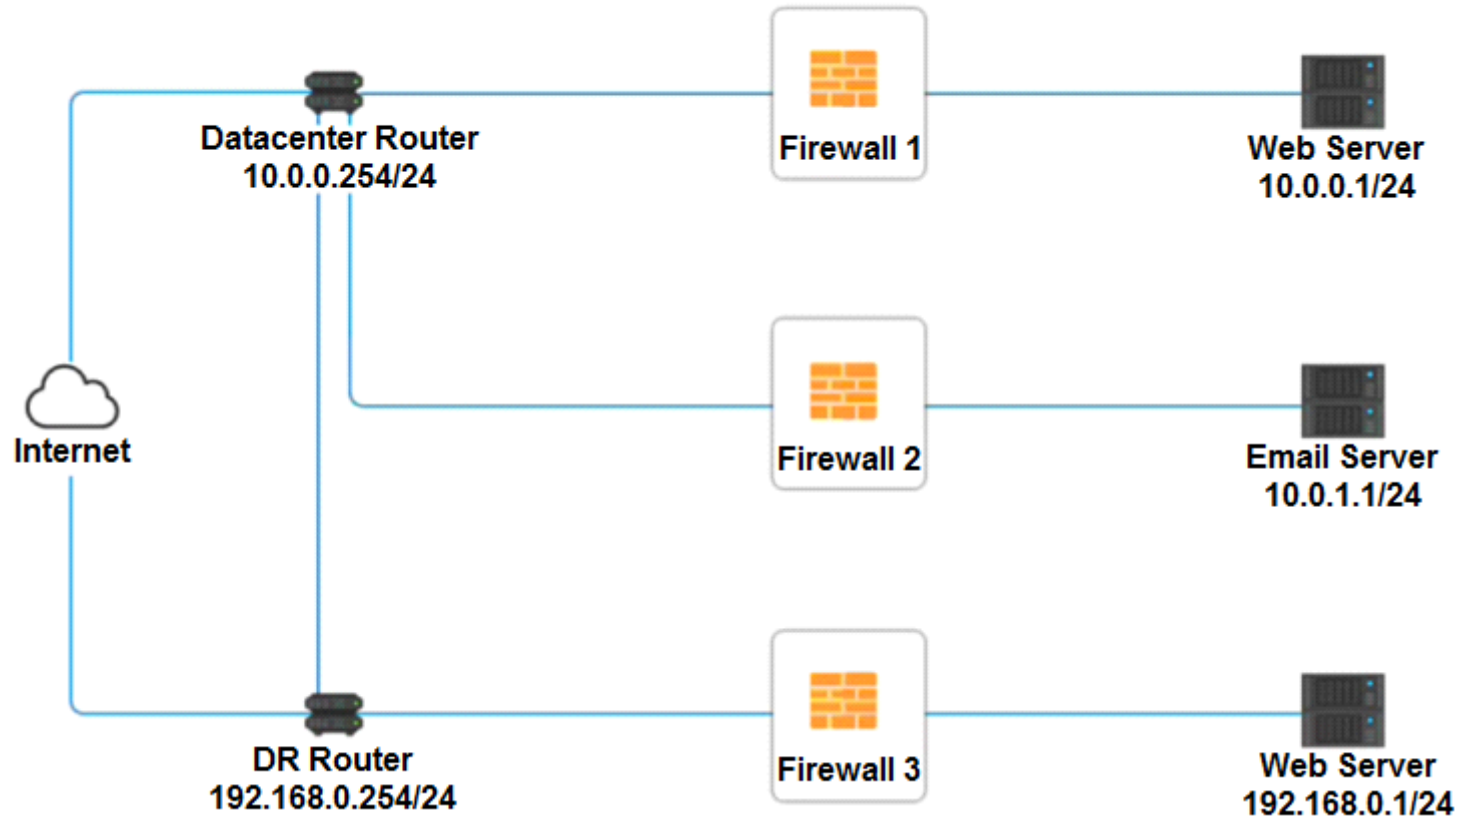 Datacenter Router
10.0.0.254/24
Firewall 1
Web Server
10.0.0.1/24
Internet
Firewall 2
Email Server
10.0.1.1/24
DR Router
192.168.0.254/24
Firewall 3
Web Server
192.168.0.1/24